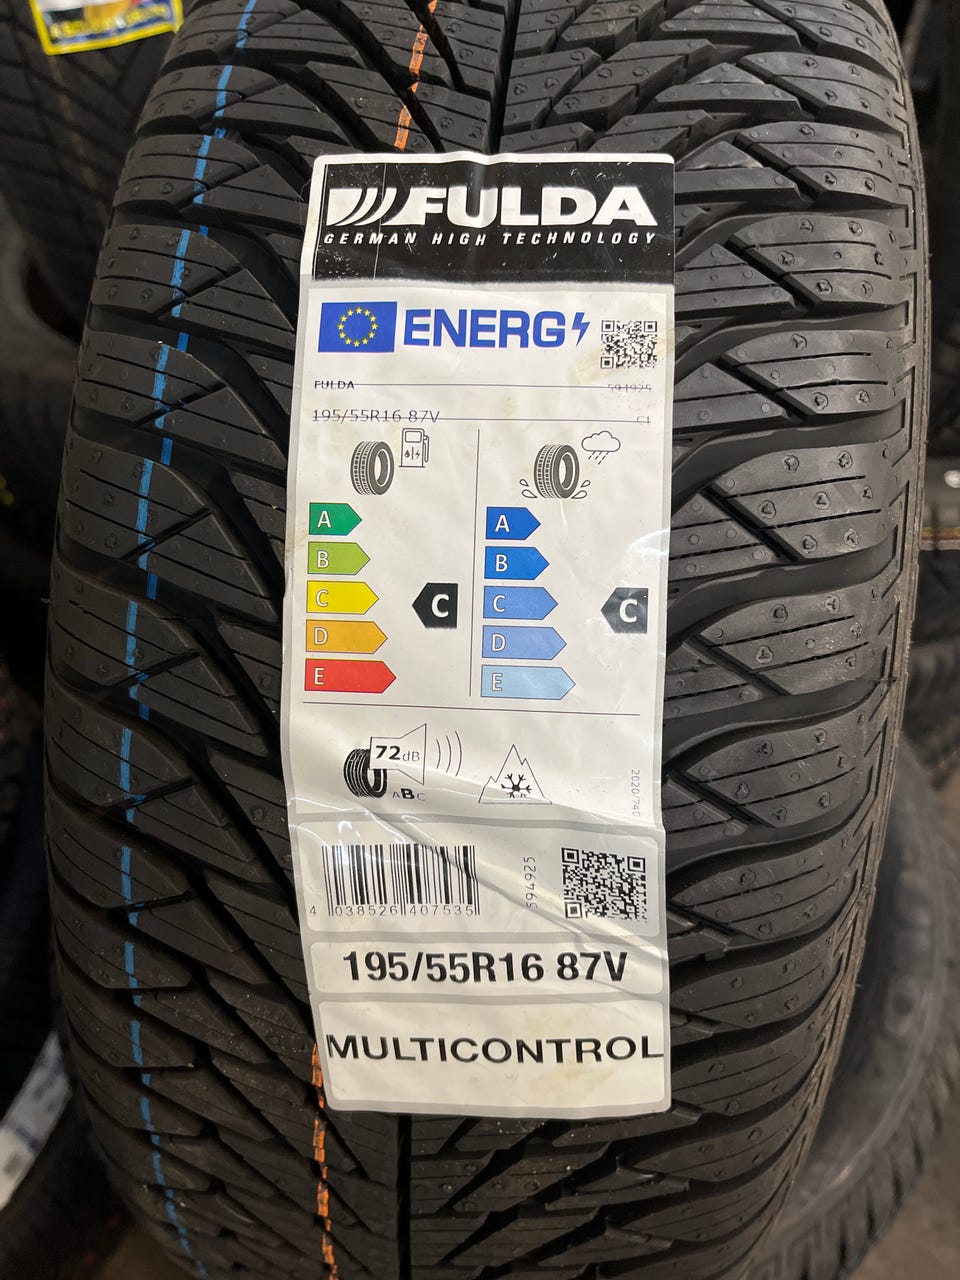 FULDA
GERMAN HIGH TECHNOLOGY
ENERG
FULDA 594925
195/55R16 87V C1
A A
B B
C C C C
D D
E E
72dB
ABC
2020/740
4 038526 407535
594925
195/55R16 87V
MULTICONTROL